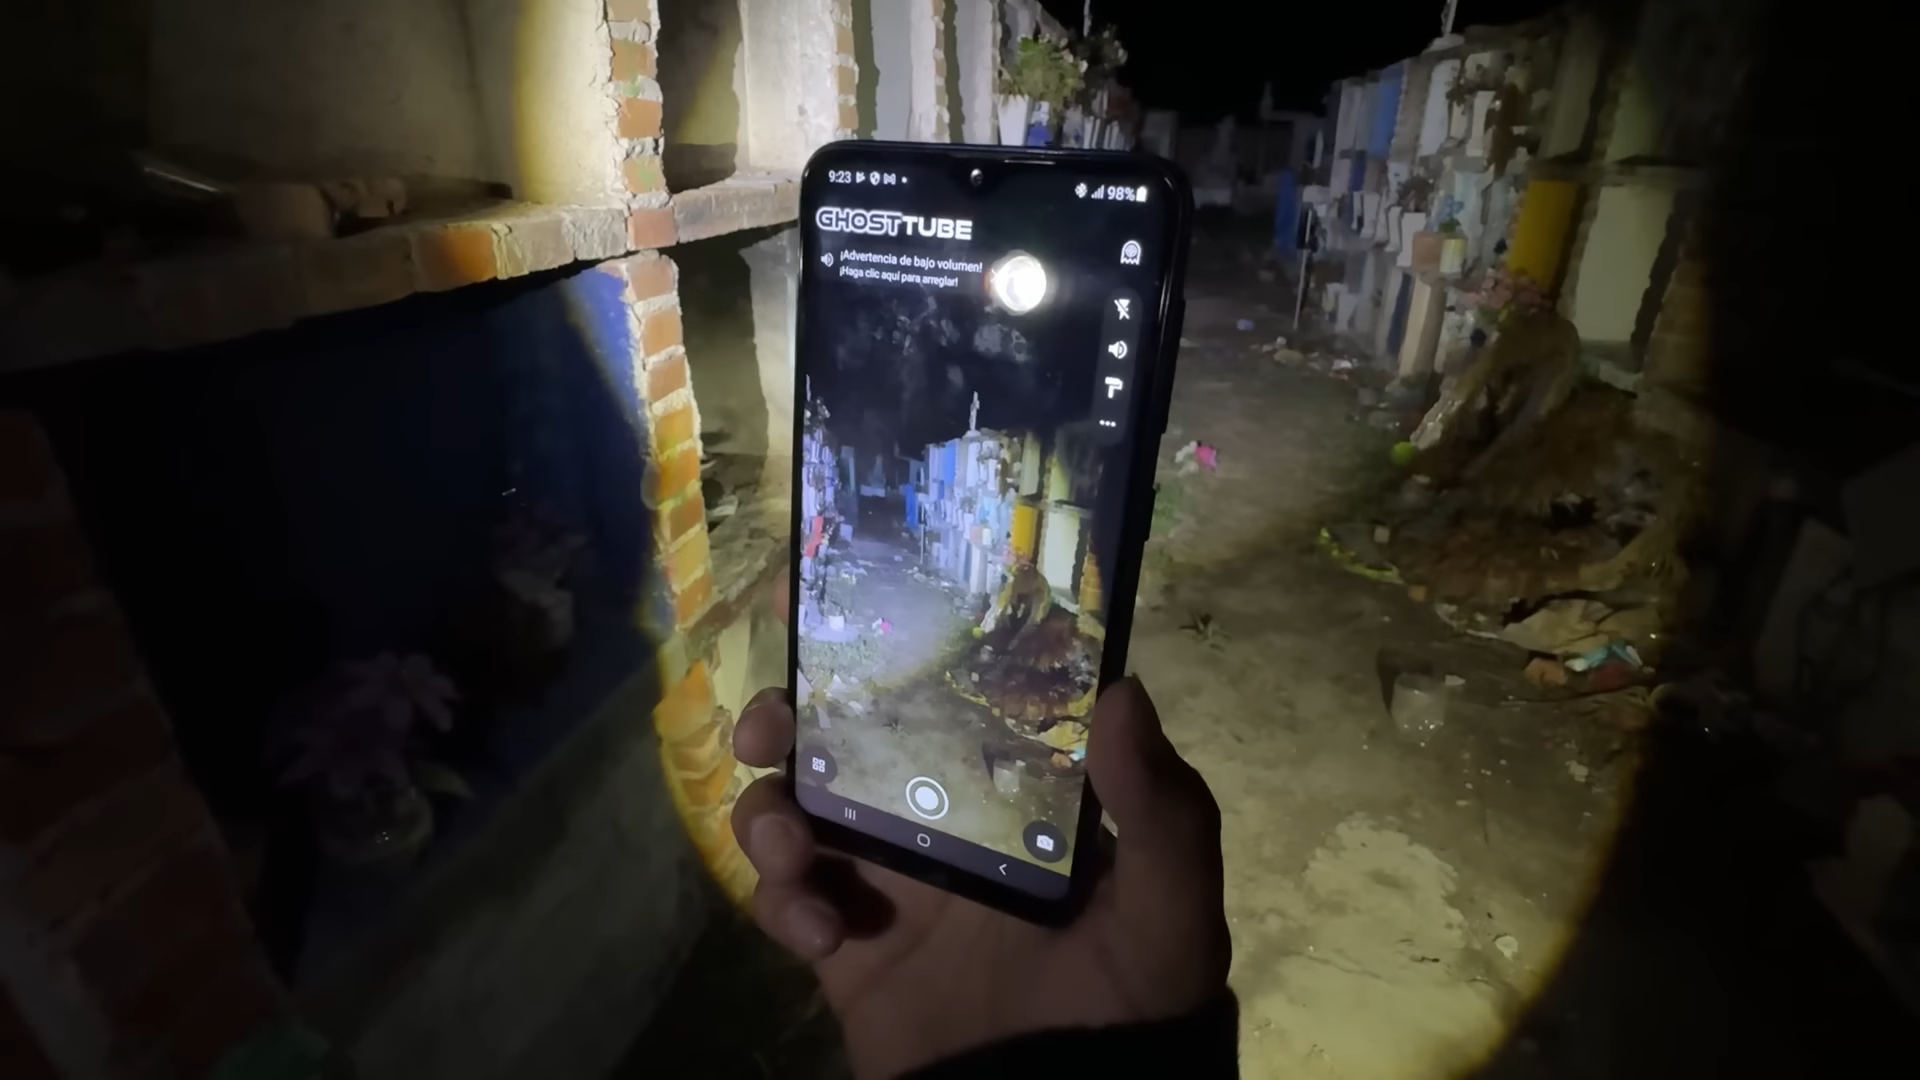 9:23
98%
GHOSTTUBE
¡Advertencia de bajo volumen!
¡Haga clic aquí para arreglar!